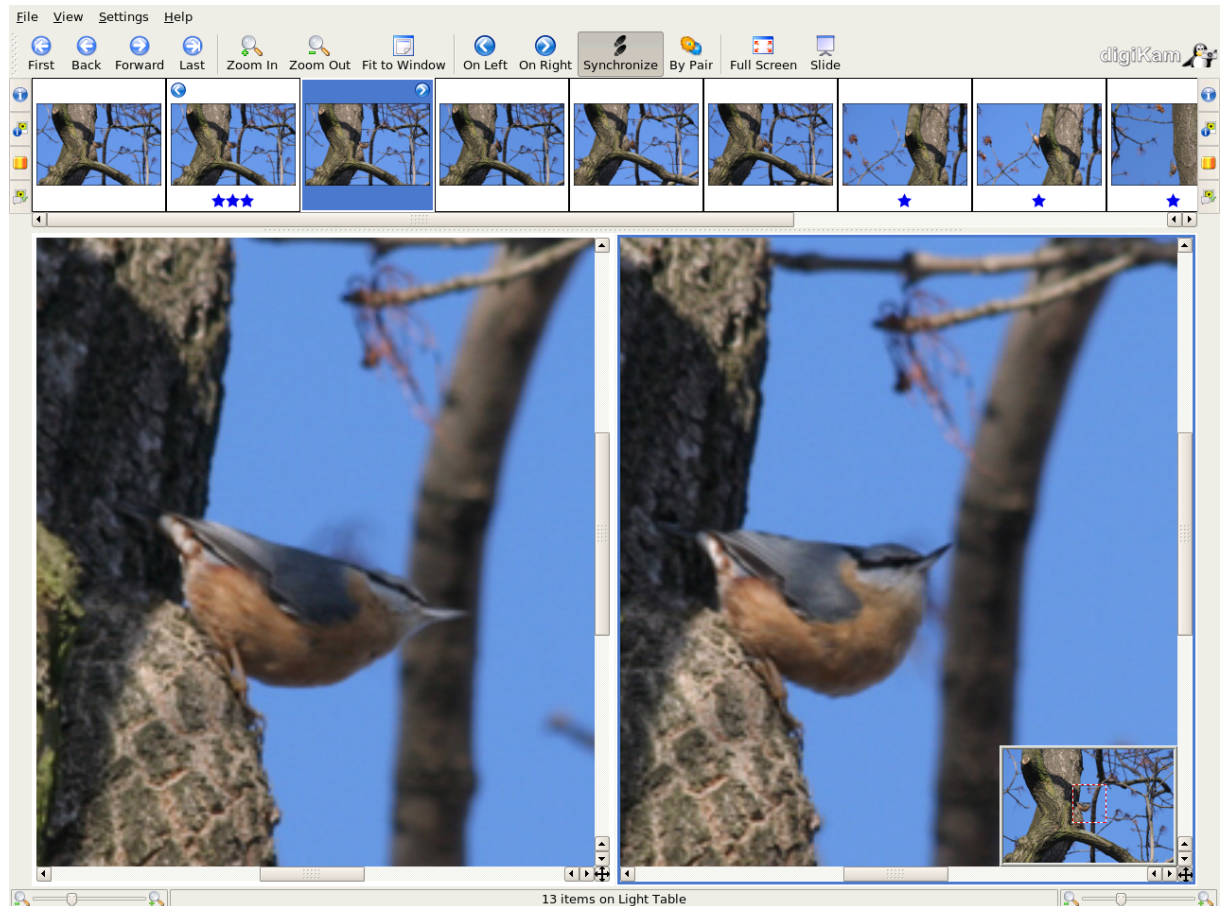 File View Settings Help
First Back Forward Last Zoom In Zoom Out Fit to Window On Left On Right Synchronize By Pair Full Screen Slide
digiKam
13 items on Light Table